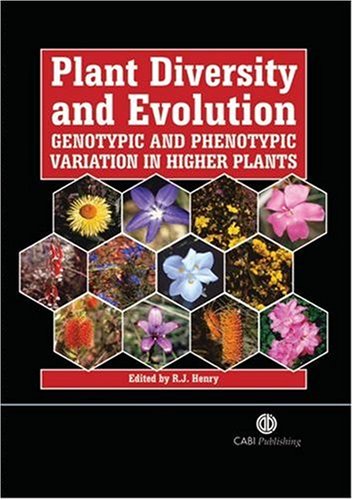 Plant Diversity
and Evolution
GENOTYPIC AND PHENOTYPIC
VARIATION IN HIGHER PLANTS
Edited by R.J. Henry
CABI Publishing